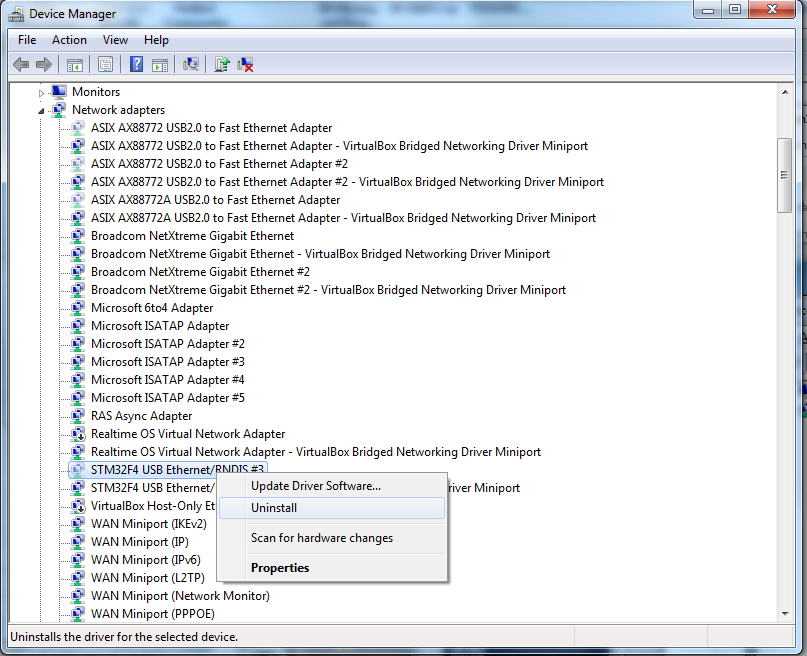 Device Manager
File Action View Help
Monitors
Network adapters
ASIX AX88772 USB2.0 to Fast Ethernet Adapter
ASIX AX88772 USB2.0 to Fast Ethernet Adapter - VirtualBox Bridged Networking Driver Miniport
ASIX AX88772 USB2.0 to Fast Ethernet Adapter #2
ASIX AX88772 USB2.0 to Fast Ethernet Adapter #2 - VirtualBox Bridged Networking Driver Miniport
ASIX AX88772A USB2.0 to Fast Ethernet Adapter
ASIX AX88772A USB2.0 to Fast Ethernet Adapter - VirtualBox Bridged Networking Driver Miniport
Broadcom NetXtreme Gigabit Ethernet
Broadcom NetXtreme Gigabit Ethernet - VirtualBox Bridged Networking Driver Miniport
Broadcom NetXtreme Gigabit Ethernet #2
Broadcom NetXtreme Gigabit Ethernet #2 - VirtualBox Bridged Networking Driver Miniport
Microsoft 6to4 Adapter
Microsoft ISATAP Adapter
Microsoft ISATAP Adapter #2
Microsoft ISATAP Adapter #3
Microsoft ISATAP Adapter #4
Microsoft ISATAP Adapter #5
RAS Async Adapter
Realtime OS Virtual Network Adapter
Realtime OS Virtual Network Adapter - VirtualBox Bridged Networking Driver Miniport
STM32F4 USB Ethernet/RNDIS #3
STM32F4 USB Ethernet/ river Miniport
VirtualBox Host-Only Et
WAN Miniport (IKEv2)
WAN Miniport (IP)
WAN Miniport (IPv6)
WAN Miniport (L2TP)
WAN Miniport (Network Monitor)
WAN Miniport (PPPOE)
Update Driver Software...
Uninstall
Scan for hardware changes
Properties
Uninstalls the driver for the selected device.